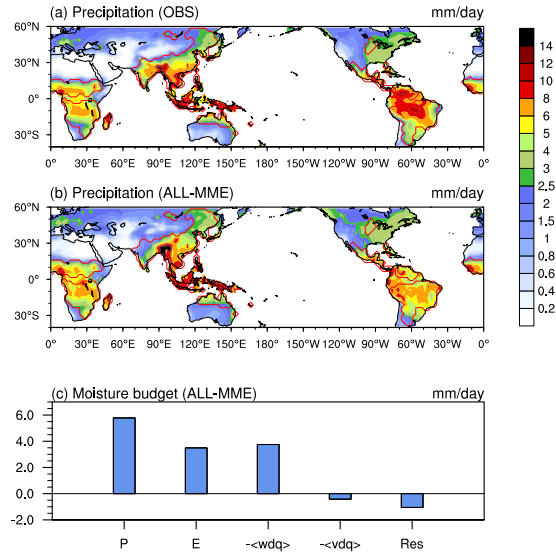 (a) Precipitation (OBS) mm/day
60°N
30°N
0°
30°S
0° 30°E 60°E 90°E 120°E 150°E 180° 150°W 120°W 90°W 60°W 30°W 0°
(b) Precipitation (ALL-MME) mm/day
60°N
30°N
0°
30°S
0° 30°E 60°E 90°E 120°E 150°E 180° 150°W 120°W 90°W 60°W 30°W 0°
14
12
10
8
6
5
4
3
2.5
2
1.5
1
0.8
0.6
0.4
0.2
(c) Moisture budget (ALL-MME) mm/day
6.0
4.0
2.0
0.0
-2.0
P E -<wdq> -<vdq> Res